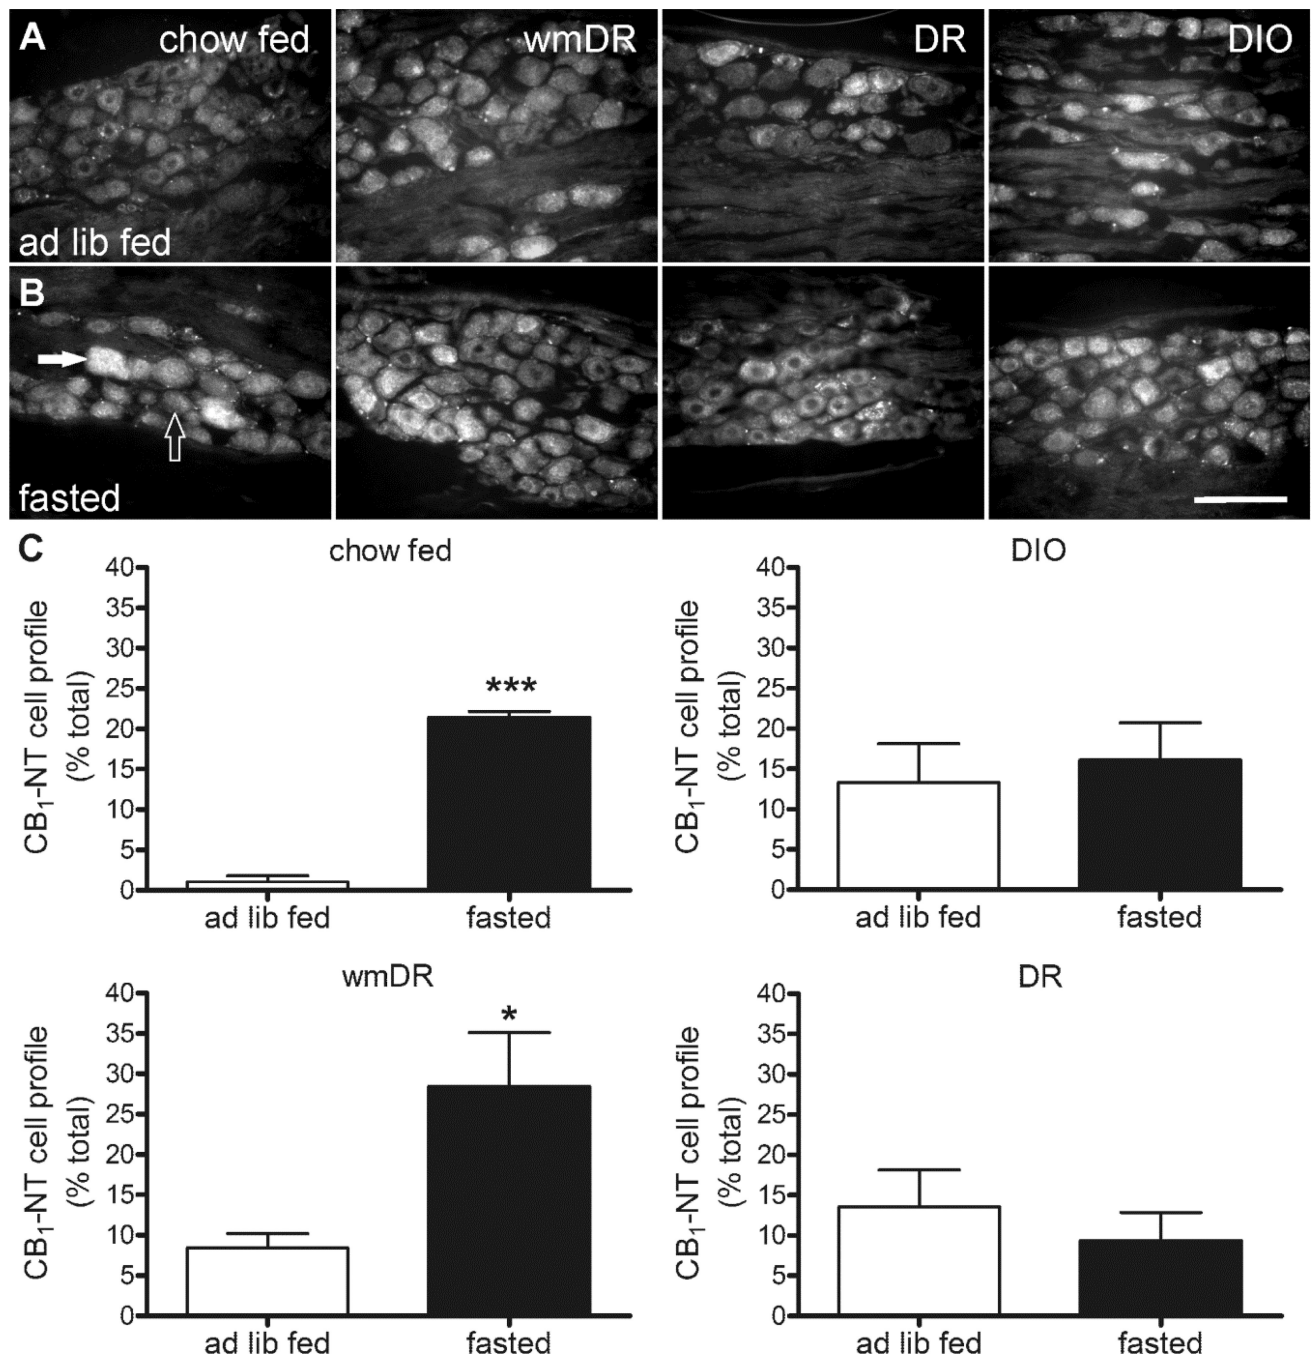 A
chow fed
wmDR
DR
DIO
ad lib fed
B
fasted
C
chow fed
CB₁-NT cell profile
(% total)
40
35
30
25
20
15
10
5
0
***
ad lib fed
fasted
DIO
CB₁-NT cell profile
(% total)
40
35
30
25
20
15
10
5
0
ad lib fed
fasted
wmDR
CB₁-NT cell profile
(% total)
40
35
30
25
20
15
10
5
0
*
ad lib fed
fasted
DR
CB₁-NT cell profile
(% total)
40
35
30
25
20
15
10
5
0
ad lib fed
fasted